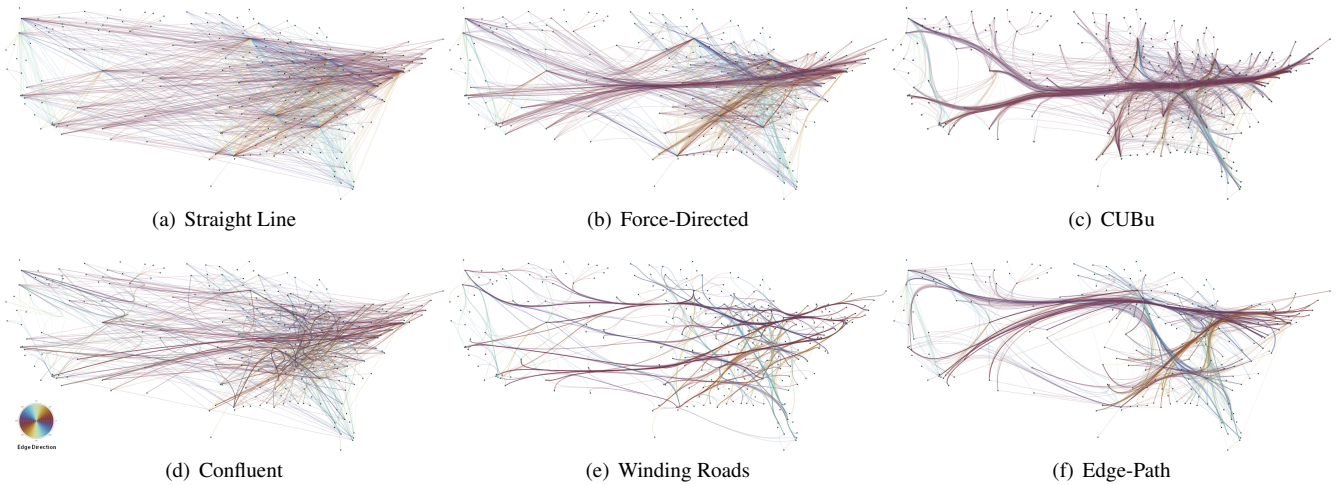 (a) Straight Line
(b) Force-Directed
(c) CUBu
Edge Direction
(d) Confluent
(e) Winding Roads
(f) Edge-Path